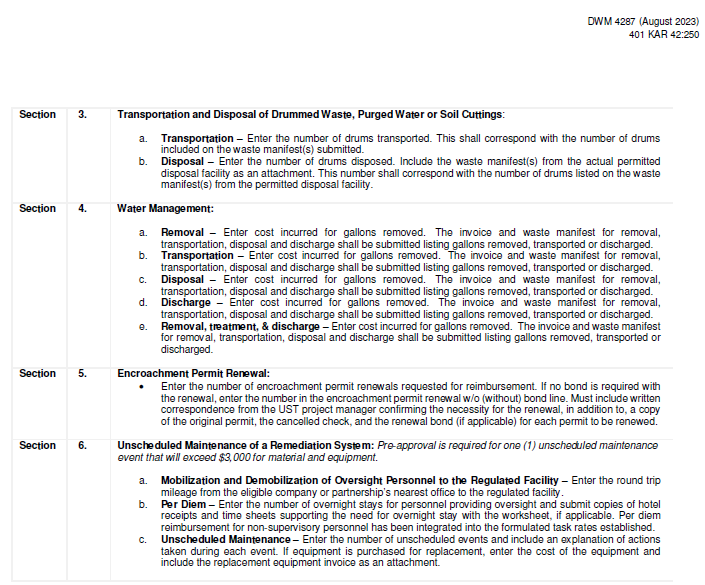 DWM 4287 (August 2023)
401 KAR 42:250
Section 3. Transportation and Disposal of Drummed Waste, Purged Water or Soil Cuttings:
a. Transportation – Enter the number of drums transported. This shall correspond with the number of drums
included on the waste manifest(s) submitted.
b. Disposal – Enter the number of drums disposed. Include the waste manifest(s) from the actual permitted
disposal facility as an attachment. This number shall correspond with the number of drums listed on the waste
manifest(s) from the permitted disposal facility.
Section 4. Water Management:
a. Removal – Enter cost incurred for gallons removed. The invoice and waste manifest for removal,
transportation, disposal and discharge shall be submitted listing gallons removed, transported or discharged.
b. Transportation – Enter cost incurred for gallons removed. The invoice and waste manifest for removal,
transportation, disposal and discharge shall be submitted listing gallons removed, transported or discharged.
c. Disposal – Enter cost incurred for gallons removed. The invoice and waste manifest for removal,
transportation, disposal and discharge shall be submitted listing gallons removed, transported or discharged.
d. Discharge – Enter cost incurred for gallons removed. The invoice and waste manifest for removal,
transportation, disposal and discharge shall be submitted listing gallons removed, transported or discharged.
e. Removal, treatment, & discharge – Enter cost incurred for gallons removed. The invoice and waste manifest
for removal, transportation, disposal and discharge shall be submitted listing gallons removed, transported or
discharged.
Section 5. Encroachment Permit Renewal:
• Enter the number of encroachment permit renewals requested for reimbursement. If no bond is required with
the renewal, enter the number in the encroachment permit renewal w/o (without) bond line. Must include written
correspondence from the UST project manager confirming the necessity for the renewal, in addition to, a copy
of the original permit, the cancelled check, and the renewal bond (if applicable) for each permit to be renewed.
Section 6. Unscheduled Maintenance of a Remediation System: Pre-approval is required for one (1) unscheduled maintenance
event that will exceed $3,000 for material and equipment.
a. Mobilization and Demobilization of Oversight Personnel to the Regulated Facility – Enter the round trip
mileage from the eligible company or partnership's nearest office to the regulated facility.
b. Per Diem – Enter the number of overnight stays for personnel providing oversight and submit copies of hotel
receipts and time sheets supporting the need for overnight stay with the worksheet, if applicable. Per diem
reimbursement for non-supervisory personnel has been integrated into the formulated task rates established.
c. Unscheduled Maintenance – Enter the number of unscheduled events and include an explanation of actions
taken during each event. If equipment is purchased for replacement, enter the cost of the equipment and
include the replacement equipment invoice as an attachment.